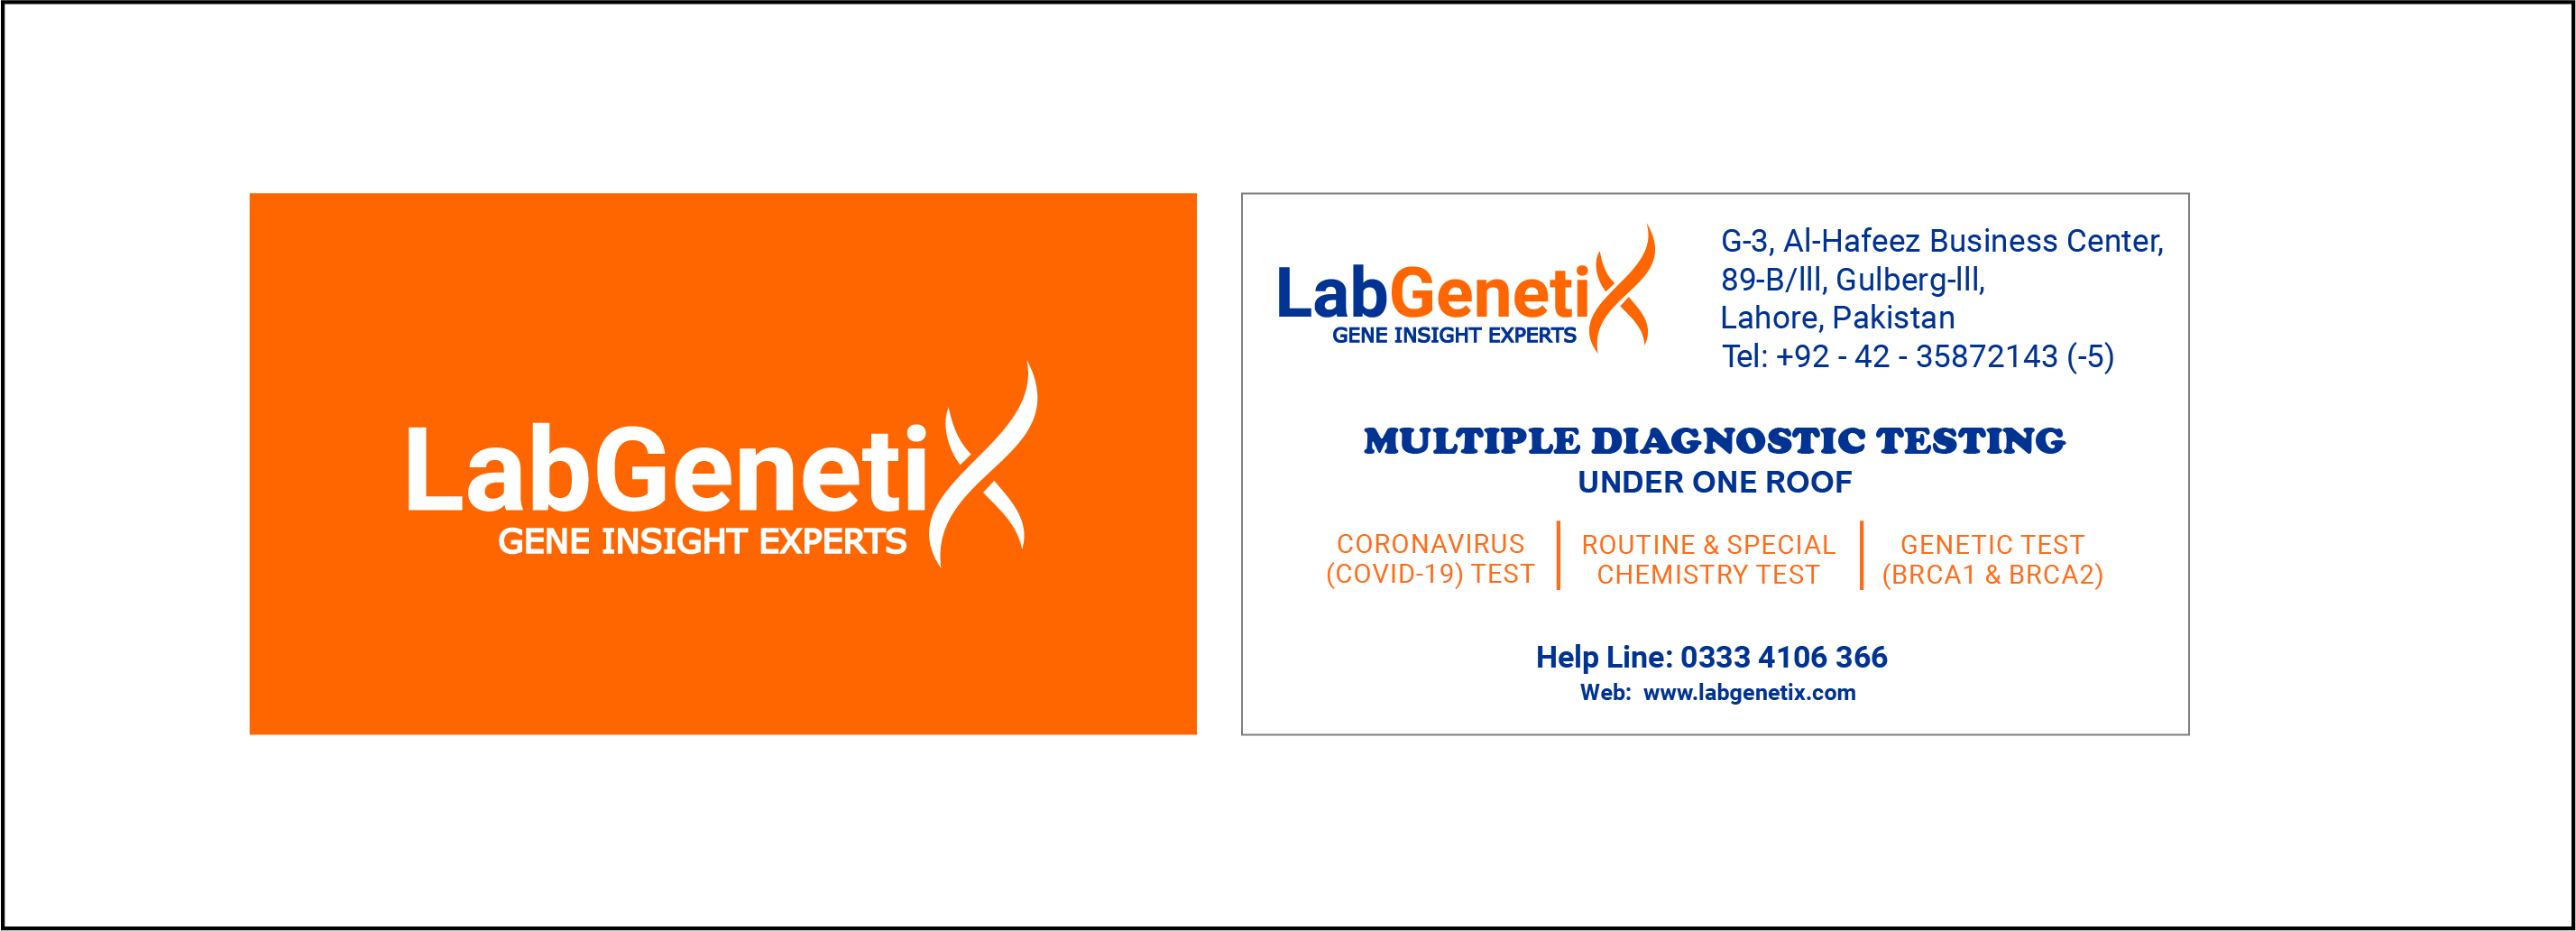 LabGenetiX
GENE INSIGHT EXPERTS
LabGenetiX
GENE INSIGHT EXPERTS
G-3, Al-Hafeez Business Center,
89-B/lll, Gulberg-lll,
Lahore, Pakistan
Tel: +92 - 42 - 35872143 (-5)
MULTIPLE DIAGNOSTIC TESTING
UNDER ONE ROOF
CORONAVIRUS
(COVID-19) TEST
ROUTINE & SPECIAL
CHEMISTRY TEST
GENETIC TEST
(BRCA1 & BRCA2)
Help Line: 0333 4106 366
Web: www.labgenetix.com